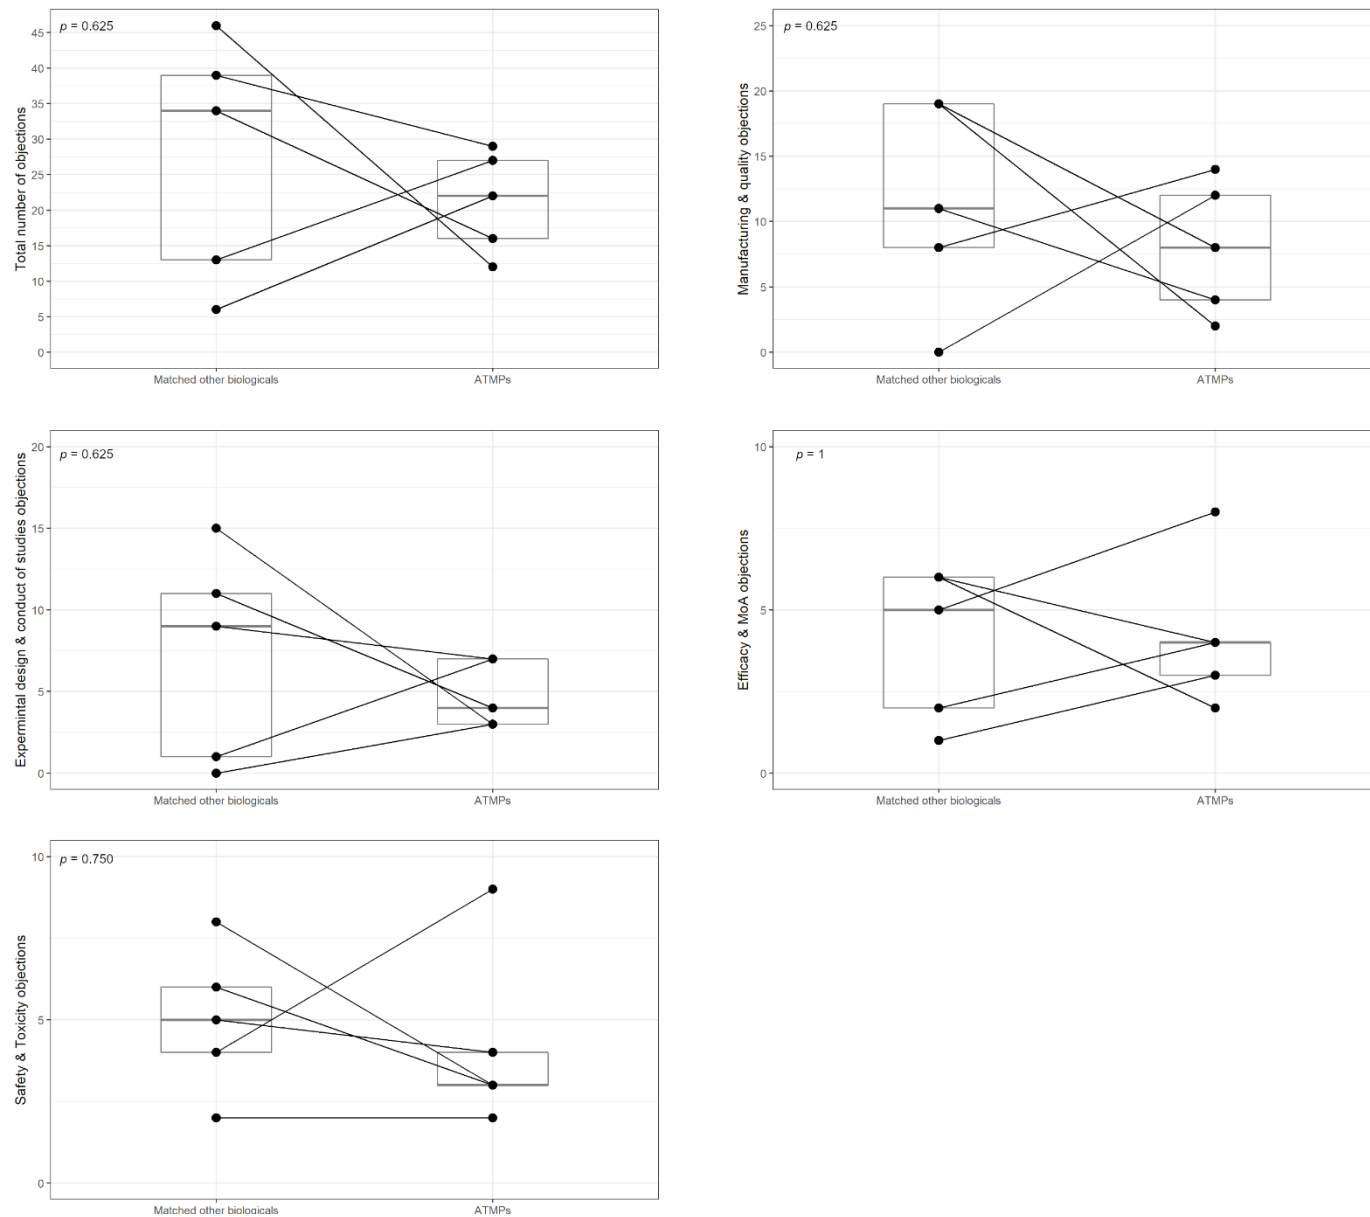 p = 0.625
Total number of objections
45
40
35
30
25
20
15
10
5
0
Matched other biologicals
ATMPs
p = 0.625
Manufacturing & quality objections
25
20
15
10
5
0
Matched other biologicals
ATMPs
p = 0.625
Expermintal design & conduct of studies objections
20
15
10
5
0
Matched other biologicals
ATMPs
p = 1
Efficacy & MoA objections
10
5
0
Matched other biologicals
ATMPs
p = 0.750
Safety & Toxicity objections
10
5
0
Matched other biologicals
ATMPs